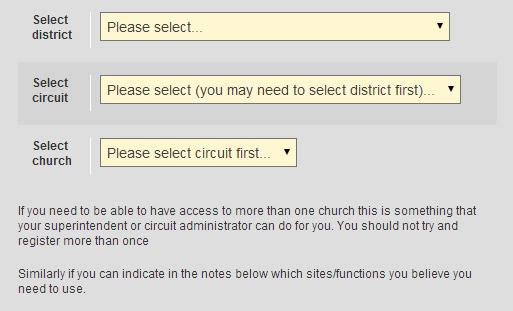 Select
district
Please select...
Select
circuit
Please select (you may need to select district first)...
Select
church
Please select circuit first...
If you need to be able to have access to more than one church this is something that
your superintendent or circuit administrator can do for you. You should not try and
register more than once
Similarly if you can indicate in the notes below which sites/functions you believe you
need to use.